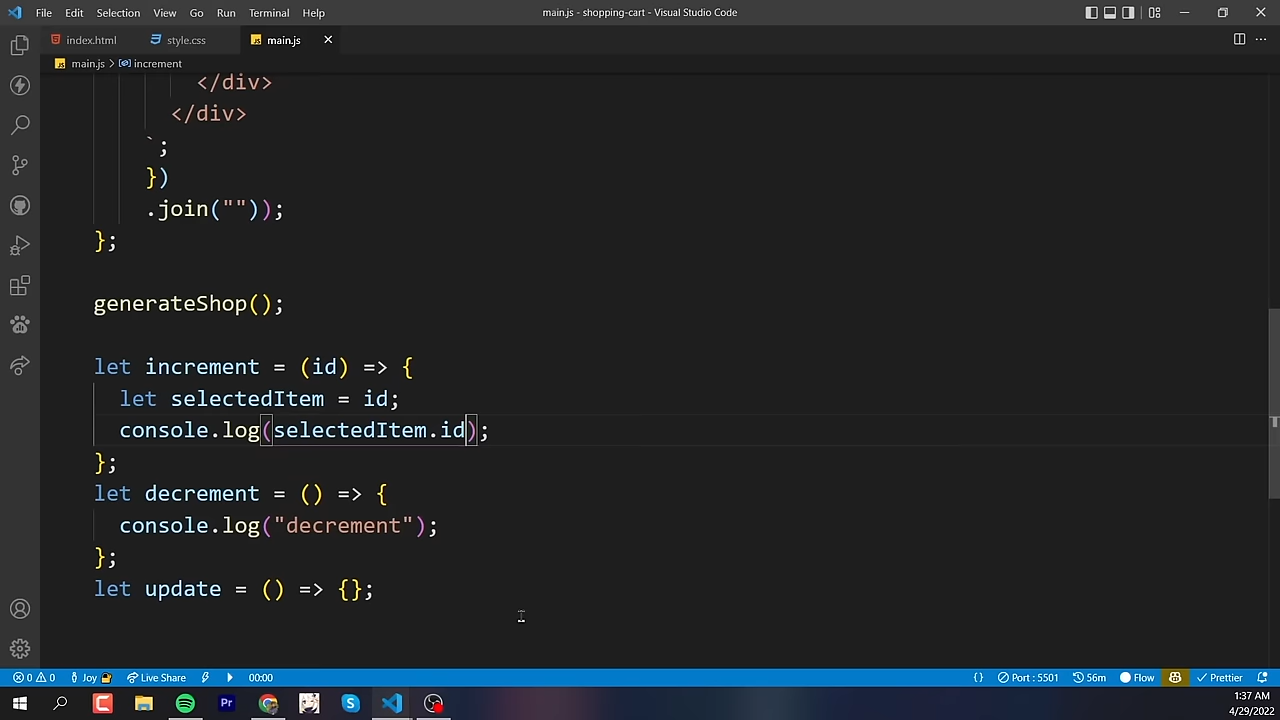 File Edit Selection View Go Run Terminal Help main.js - shopping-cart - Visual Studio Code
index.html style.css JS main.js
JS main.js > increment
</div>
</div>
`;
})
.join(""));
};
generateShop();
let increment = (id) => {
let selectedItem = id;
console.log(selectedItem.id);
};
let decrement = () => {
console.log("decrement");
};
let update = () => {};
0 0 Joy Live Share 00:00 {} Port : 5501 56m Flow Prettier
Pr
1:37 AM
4/29/2022